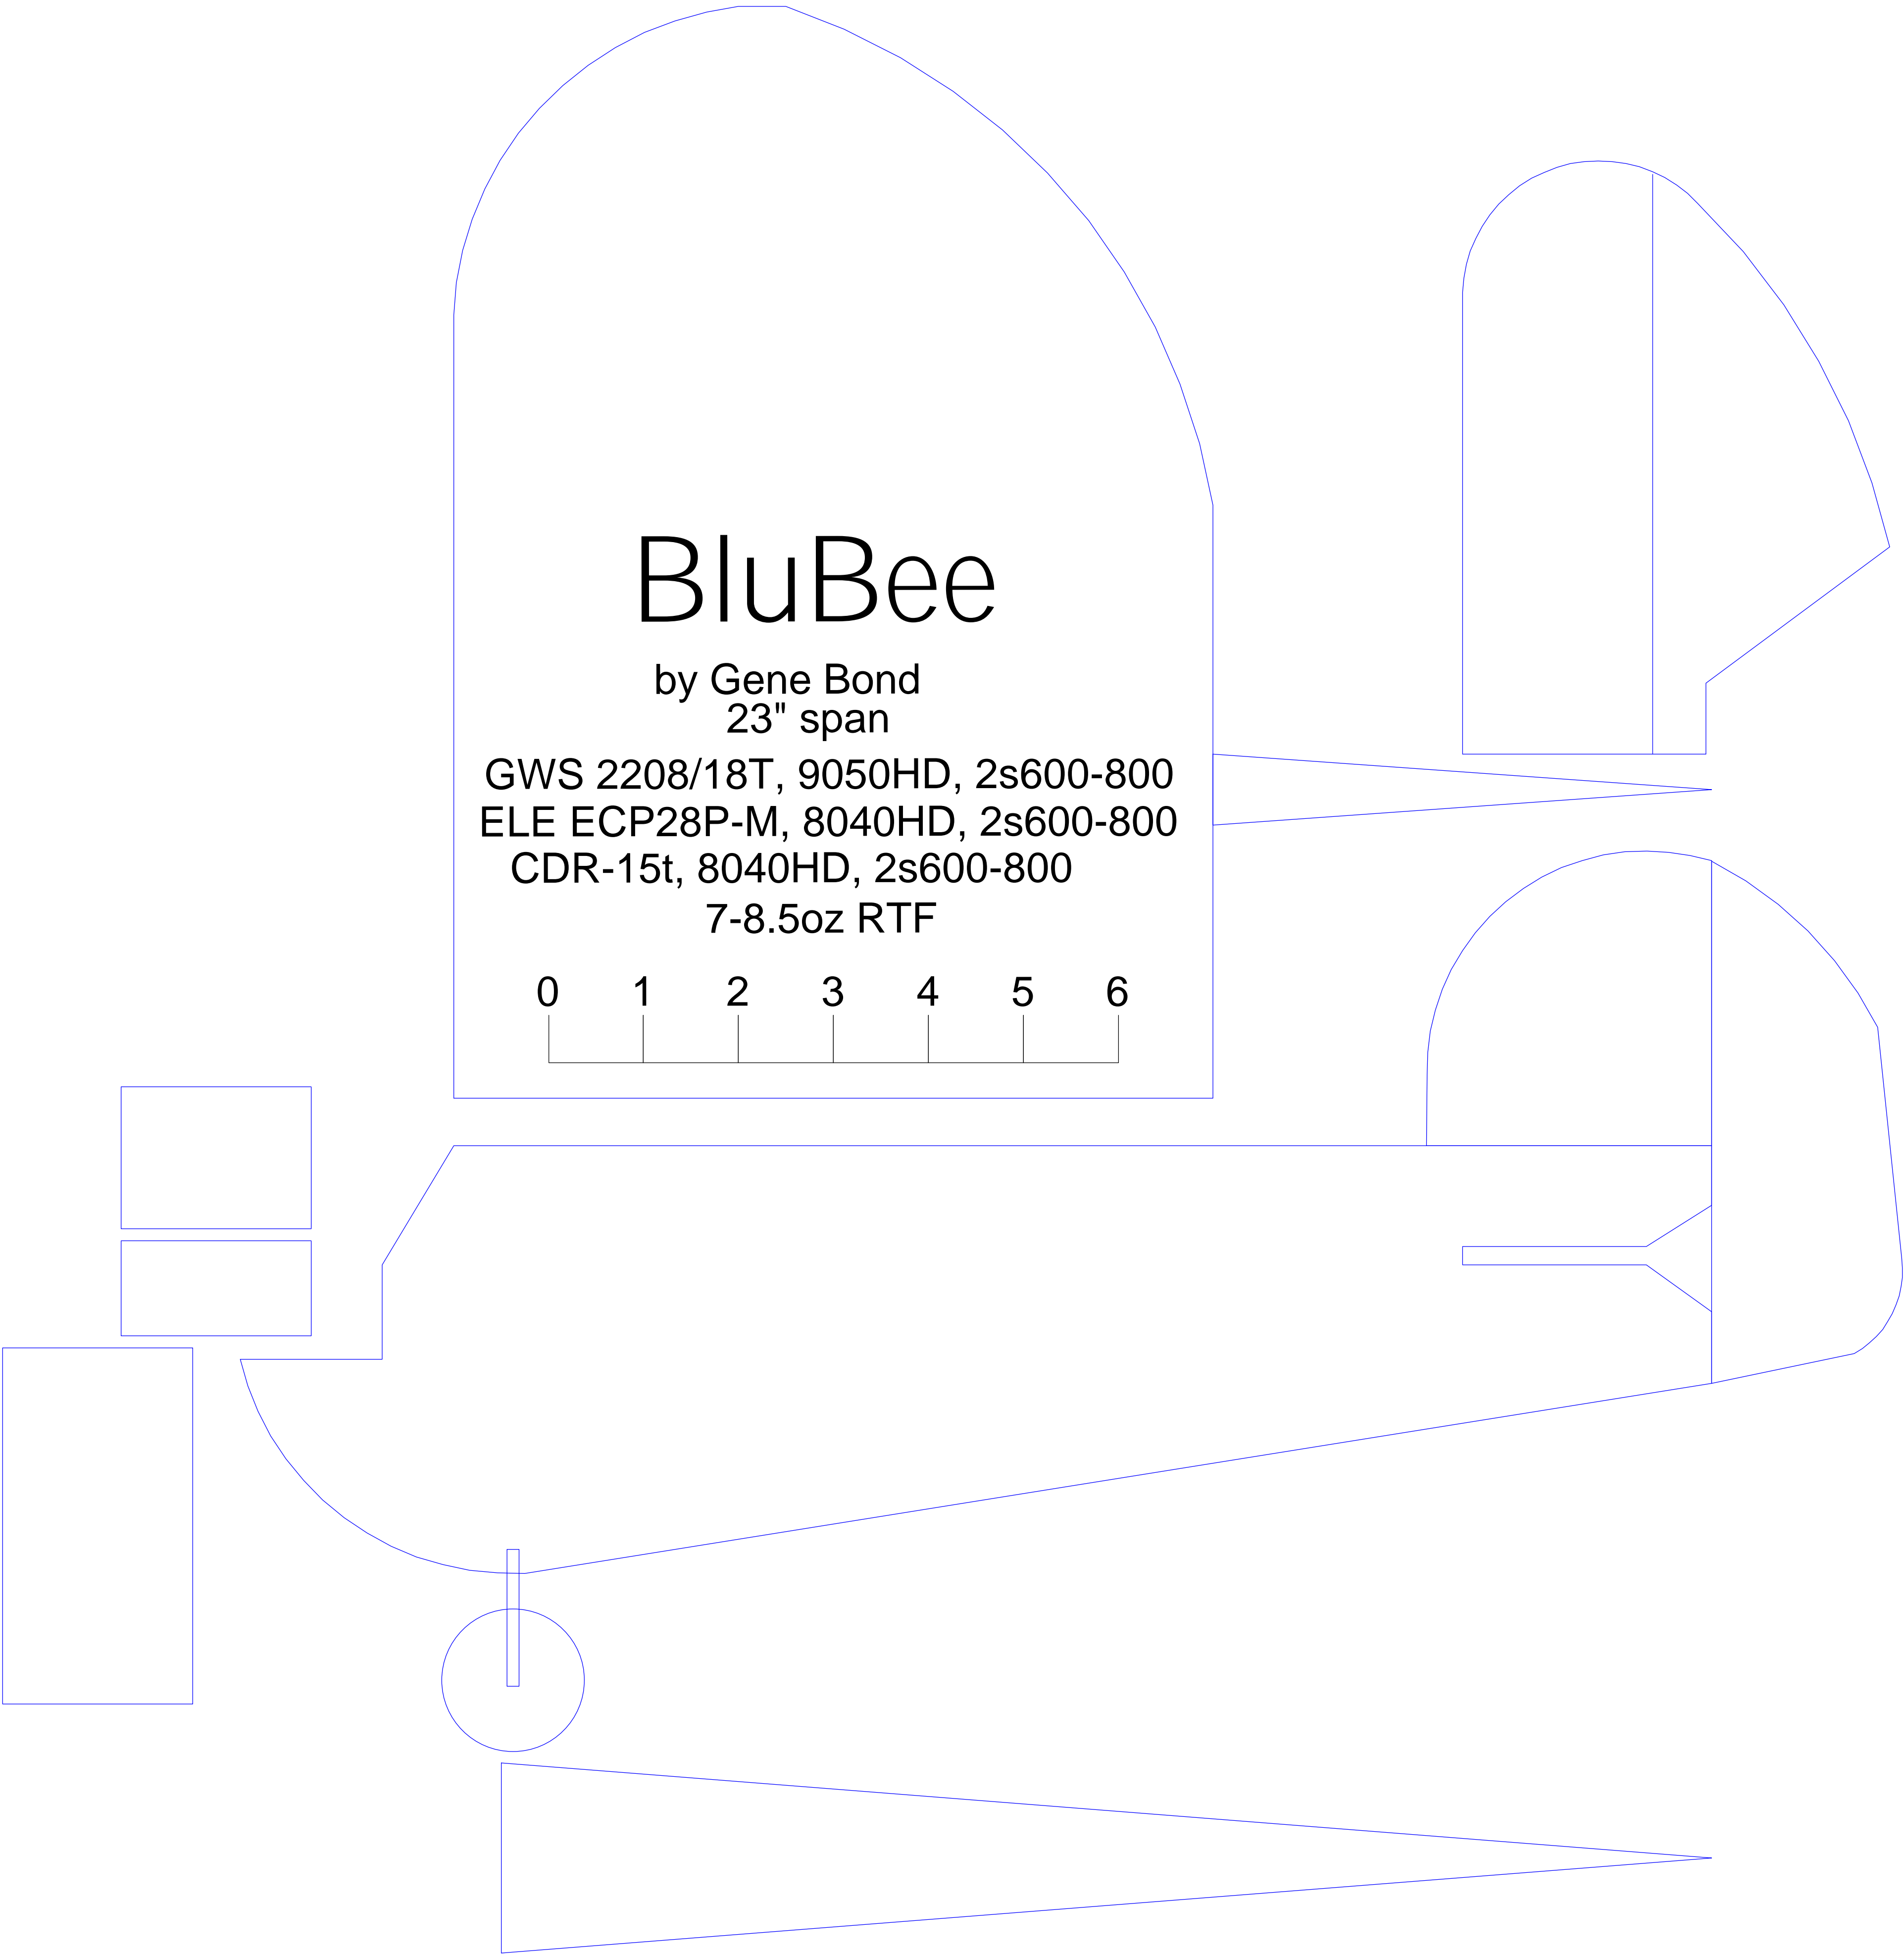 BluBee
by Gene Bond
23" span
GWS 2208/18T, 9050HD, 2s600-800
ELE ECP28P-M, 8040HD, 2s600-800
CDR-15t, 8040HD, 2s600-800
7-8.5oz RTF
0 1 2 3 4 5 6